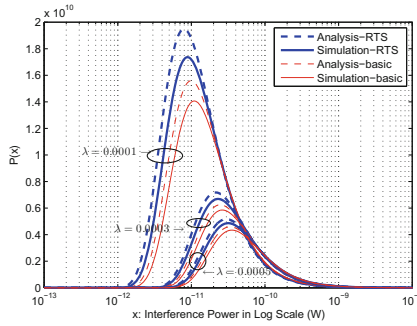 x 10^10
2
1.8
1.6
1.4
1.2
1
0.8
0.6
0.4
0.2
0
P(x)
Analysis−RTS
Simulation−RTS
Analysis−basic
Simulation−basic
λ = 0.0001
λ = 0.0003
λ = 0.0005
10^−13
10^−12
10^−11
10^−10
10^−9
x: Interference Power in Log Scale (W)